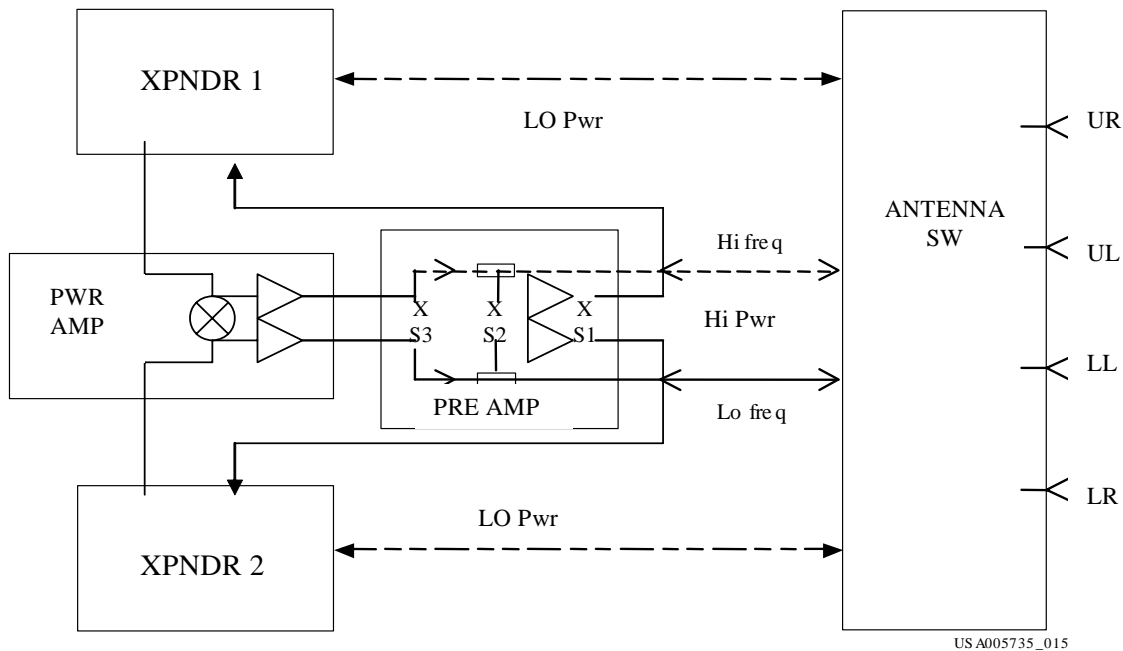 XPNDR 1
LO Pwr
UR
ANTENNA
SW
Hi freq
UL
PWR
AMP
X
X
X
S3
S2
S1
Hi Pwr
LL
PRE AMP
Lo freq
LR
LO Pwr
XPNDR 2
USA005735_015